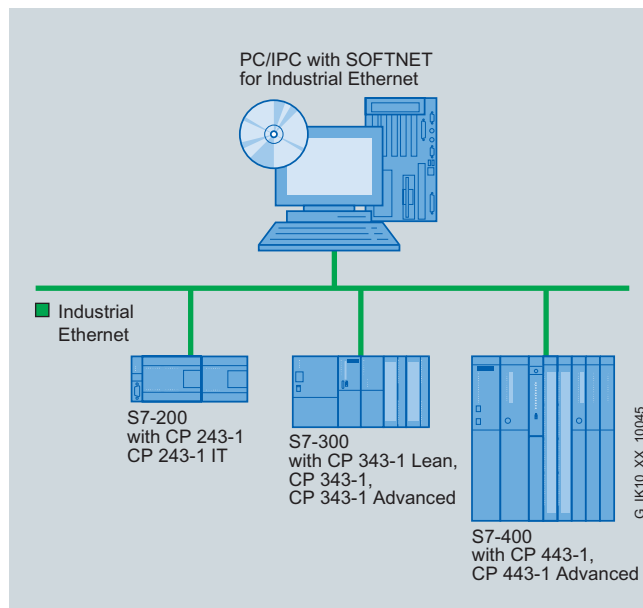 PC/IPC with SOFTNET
for Industrial Ethernet
Industrial
Ethernet
S7-200
with CP 243-1
CP 243-1 IT
S7-300
with CP 343-1 Lean,
CP 343-1,
CP 343-1 Advanced
S7-400
with CP 443-1,
CP 443-1 Advanced
G_IK10_XX_10045